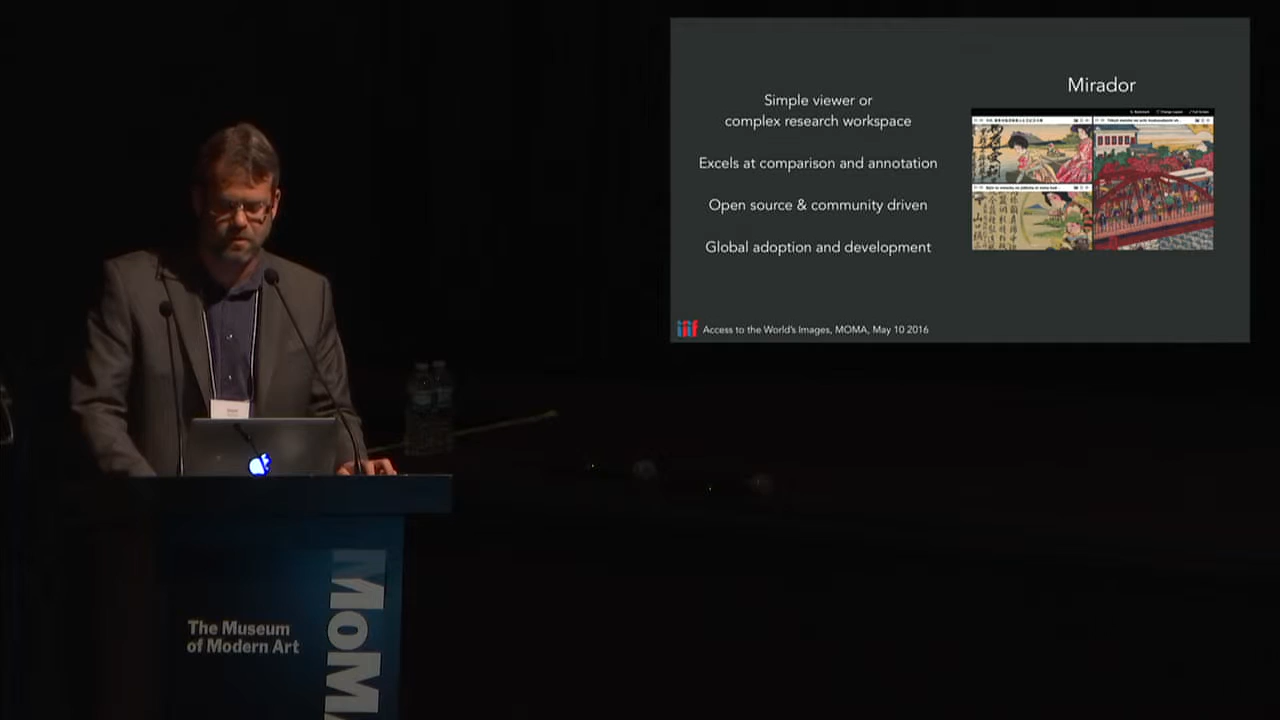 Mirador
Simple viewer or
complex research workspace
Excels at comparison and annotation
Open source & community driven
Global adoption and development
iiif Access to the World's Images, MOMA, May 10 2016
The Museum
of Modern Art
MoMA